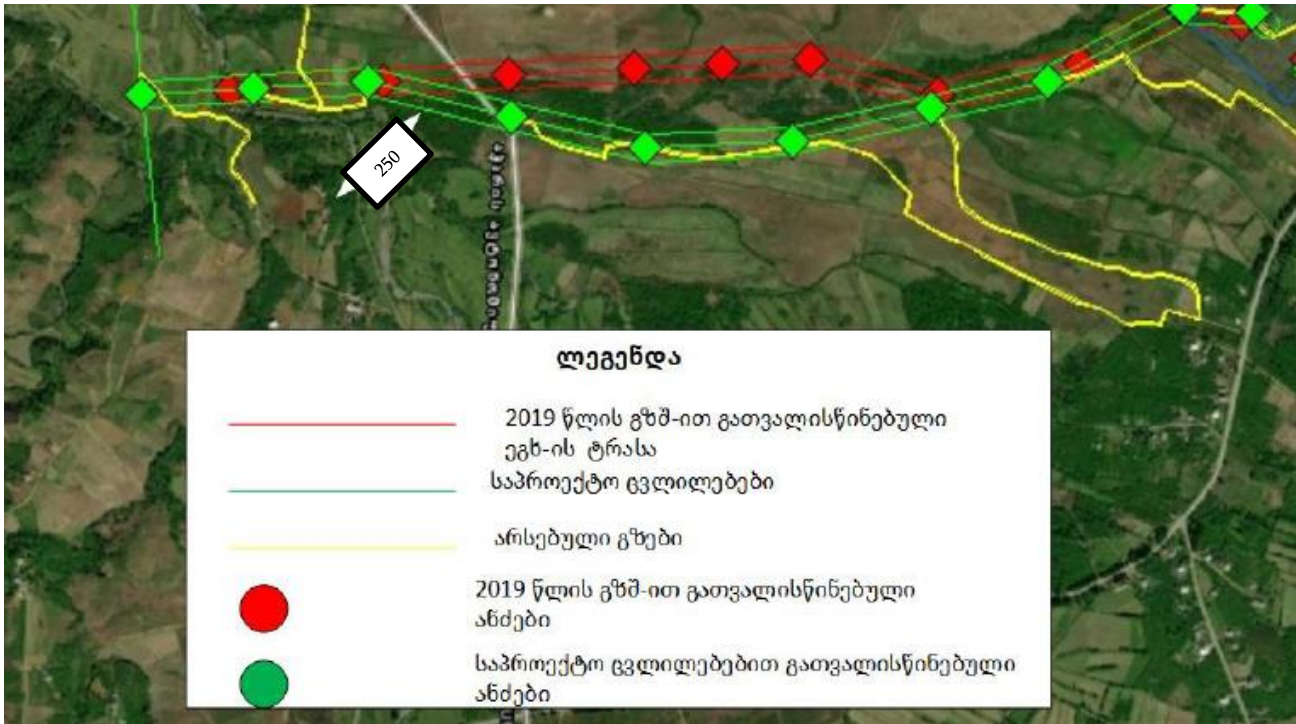 250
ლეგენდა
2019 წლის გზშ-ით გათვალისწინებული
ეგხ-ის ტრასა
საპროექტო ცვლილებები
არსებული გზები
2019 წლის გზშ-ით გათვალისწინებული
ანძები
საპროექტო ცვლილებებით გათვალისწინებული
ანძები